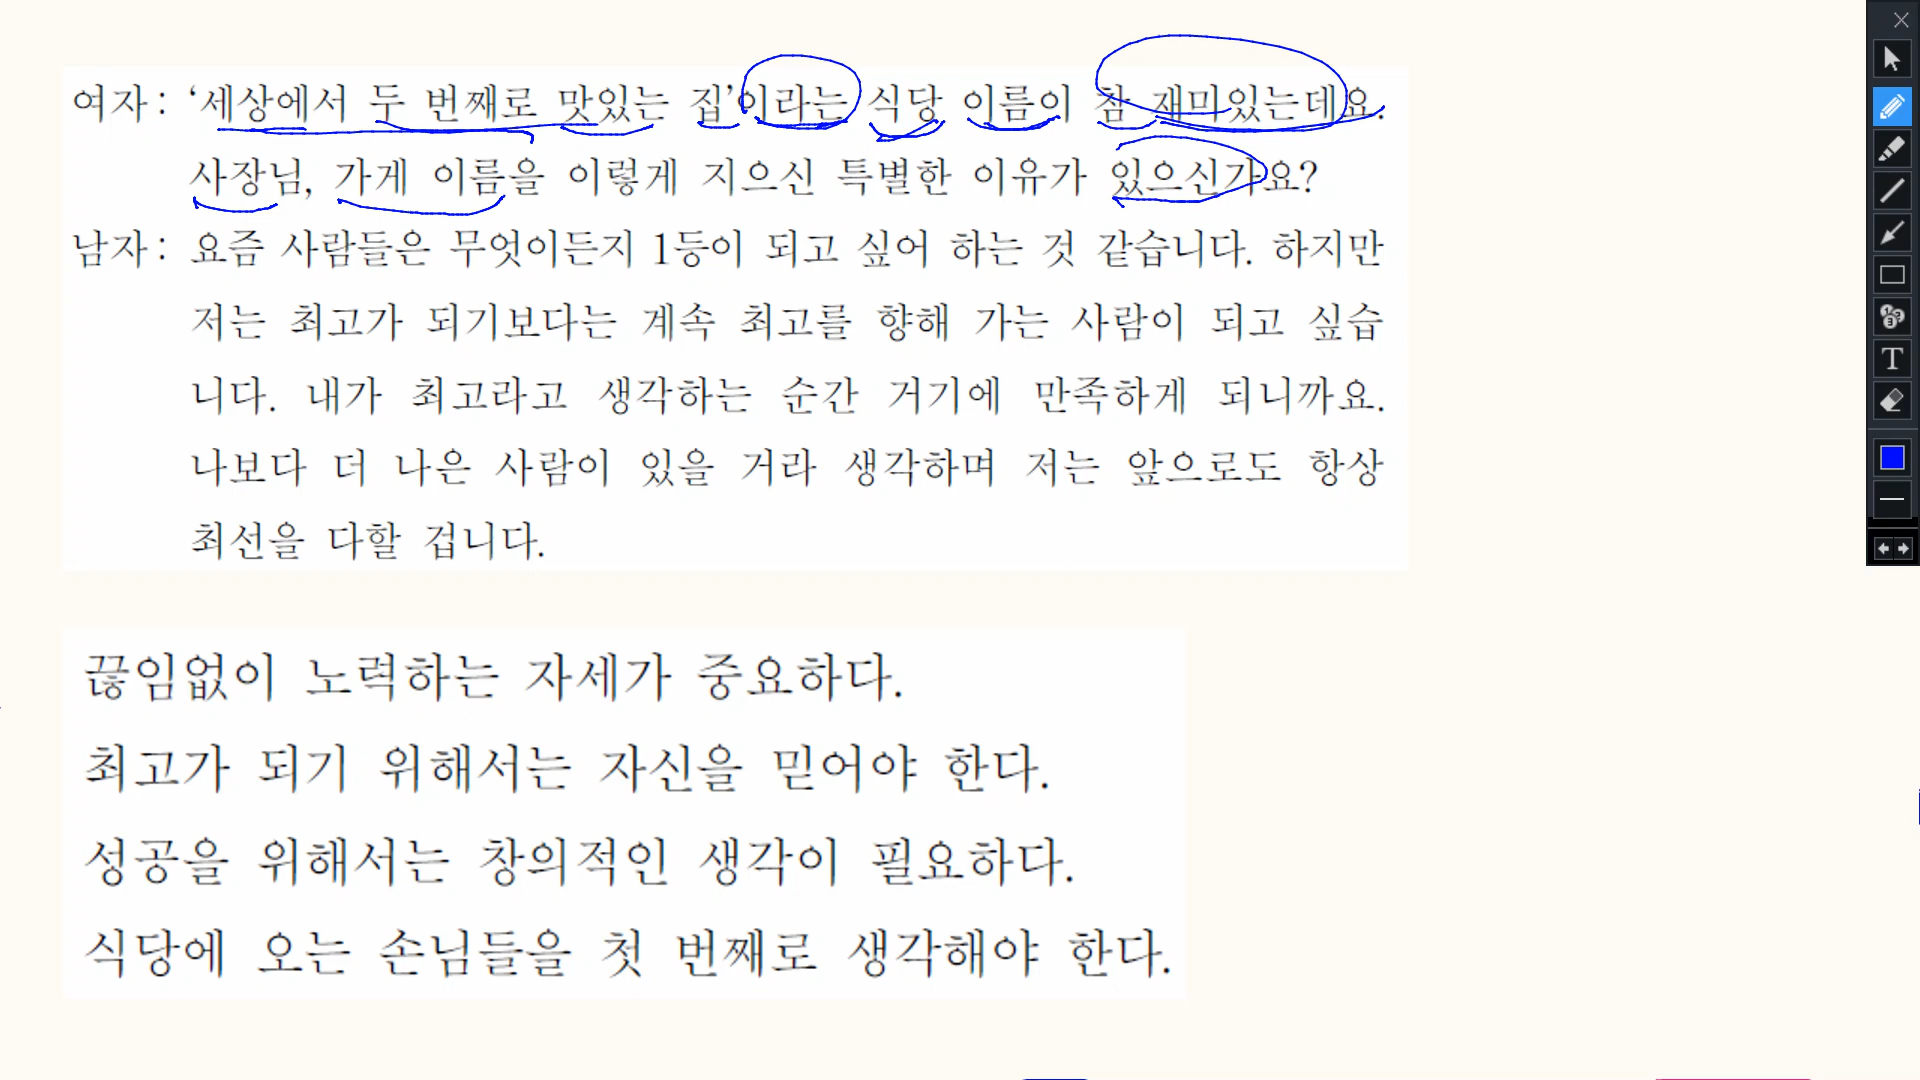 여자: ‘세상에서 두 번째로 맛있는 집’이라는 식당 이름이 참 재미있는데요.
사장님, 가게 이름을 이렇게 지으신 특별한 이유가 있으신가요?
남자: 요즘 사람들은 무엇이든지 1등이 되고 싶어 하는 것 같습니다. 하지만
저는 최고가 되기보다는 계속 최고를 향해 가는 사람이 되고 싶습
니다. 내가 최고라고 생각하는 순간 거기에 만족하게 되니까요.
나보다 더 나은 사람이 있을 거라 생각하며 저는 앞으로도 항상
최선을 다할 겁니다.
끊임없이 노력하는 자세가 중요하다.
최고가 되기 위해서는 자신을 믿어야 한다.
성공을 위해서는 창의적인 생각이 필요하다.
식당에 오는 손님들을 첫 번째로 생각해야 한다.